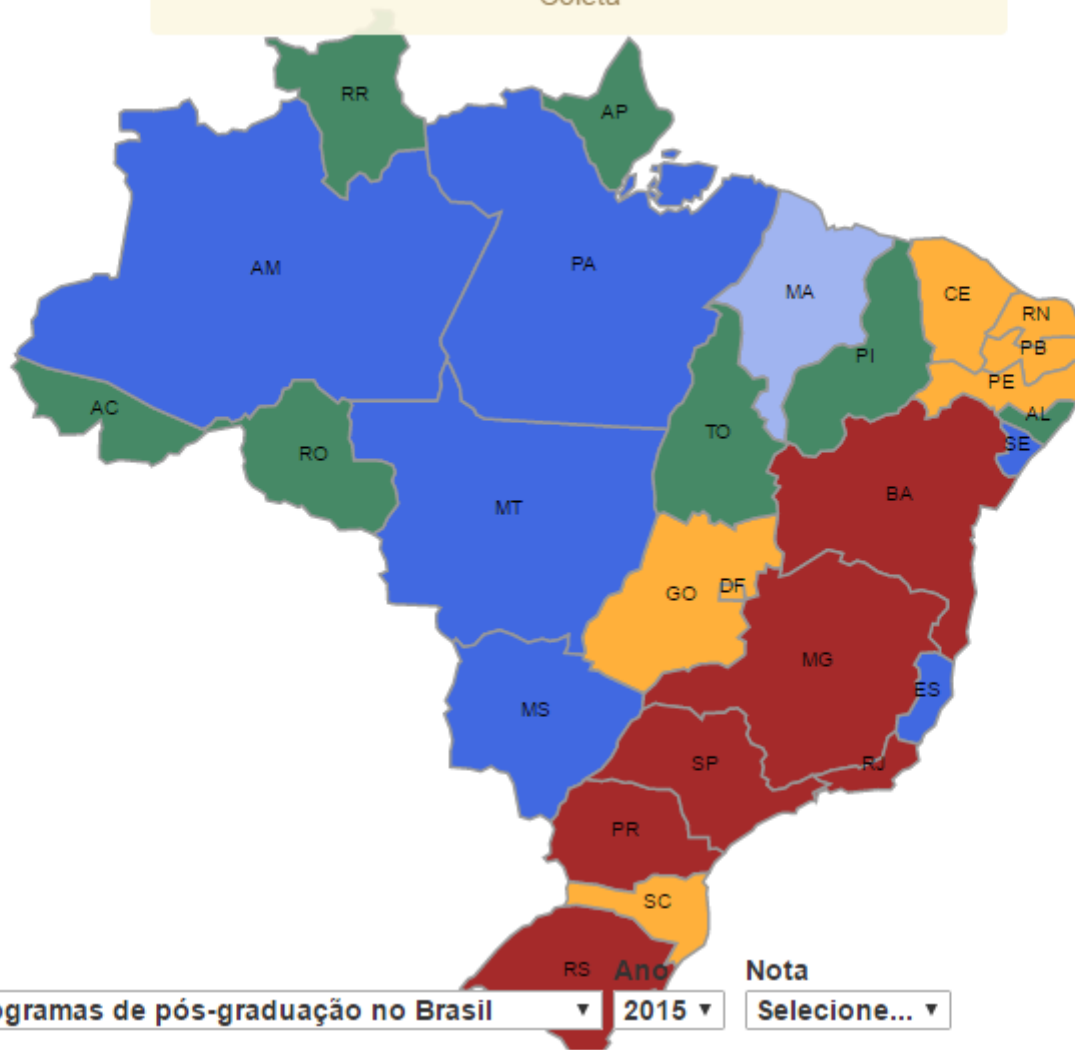 Coleta
RR
AP
AM
PA
MA
CE
RN
PB
PI
PE
AC
AL
TO
SE
RO
BA
MT
DF
GO
MG
ES
MS
SP
RJ
PR
SC
RS
Ano
Nota
ogramas de pós-graduação no Brasil
2015
Selecione...